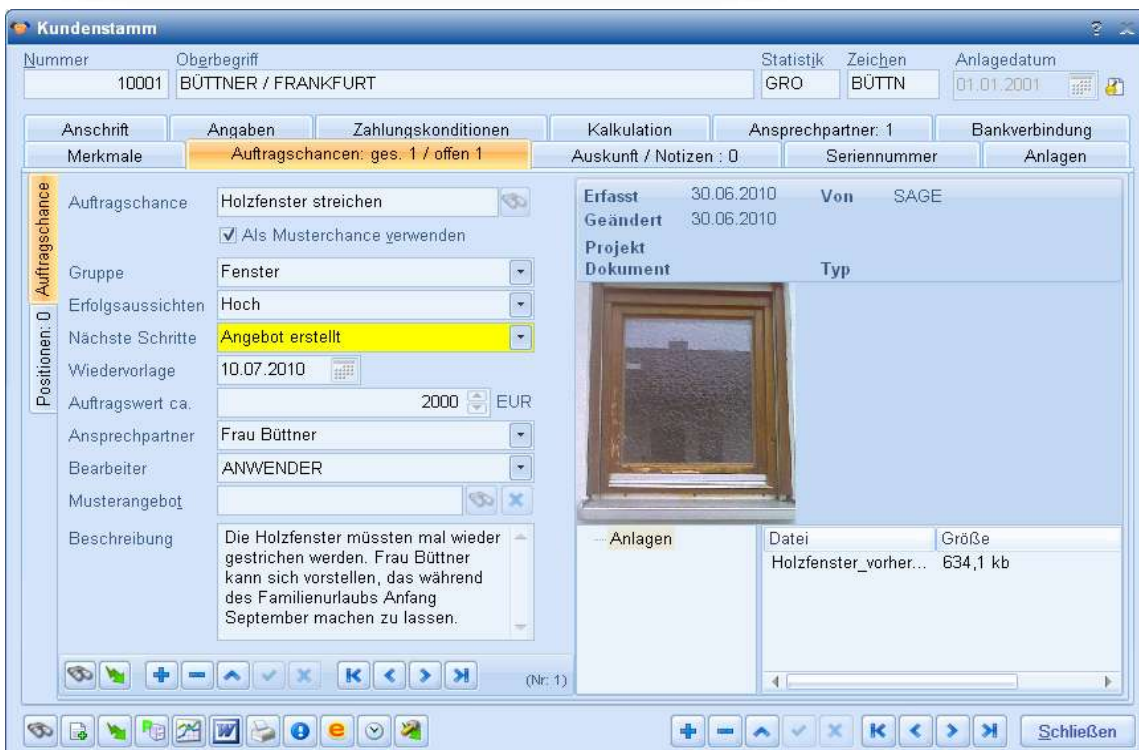 Kundenstamm
Nummer Oberbegriff Statistik Zeichen Anlagedatum
10001 BÜTTNER / FRANKFURT GRO BÜTTN 01.01.2001
Anschrift Angaben Zahlungskonditionen Kalkulation Ansprechpartner: 1 Bankverbindung
Merkmale Auftragschancen: ges. 1 / offen 1 Auskunft / Notizen : 0 Seriennummer Anlagen
Auftragschance
Positionen: 0
Auftragschance Holzfenster streichen
Als Musterchance verwenden
Gruppe Fenster
Erfolgsaussichten Hoch
Nächste Schritte Angebot erstellt
Wiedervorlage 10.07.2010
Auftragswert ca. 2000 EUR
Ansprechpartner Frau Büttner
Bearbeiter ANWENDER
Musterangebot
Beschreibung Die Holzfenster müssten mal wieder
gestrichen werden. Frau Büttner
kann sich vorstellen, das während
des Familienurlaubs Anfang
September machen zu lassen.
(Nr: 1)
Erfasst 30.06.2010 Von SAGE
Geändert 30.06.2010
Projekt
Dokument Typ
Anlagen
Datei Größe
Holzfenster_vorher... 634,1 kb
Schließen